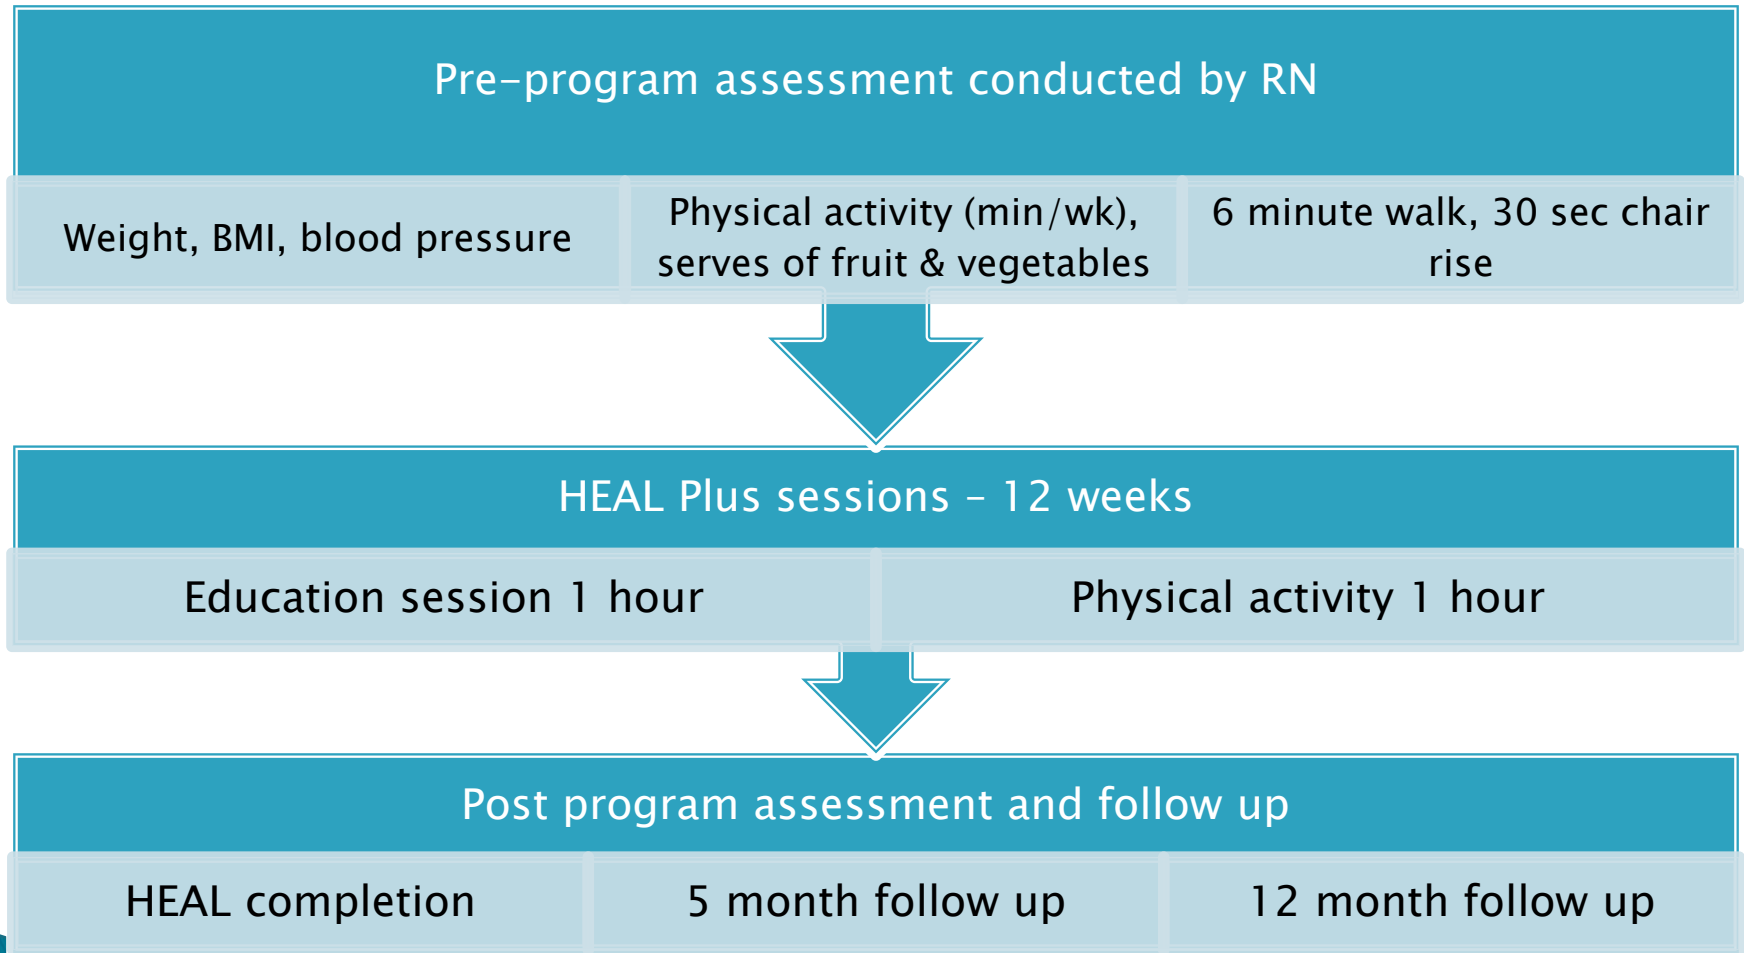 Pre-program assessment conducted by RN
Weight, BMI, blood pressure
Physical activity (min/wk),
serves of fruit & vegetables
6 minute walk, 30 sec chair
rise
HEAL Plus sessions – 12 weeks
Education session 1 hour
Physical activity 1 hour
Post program assessment and follow up
HEAL completion
5 month follow up
12 month follow up